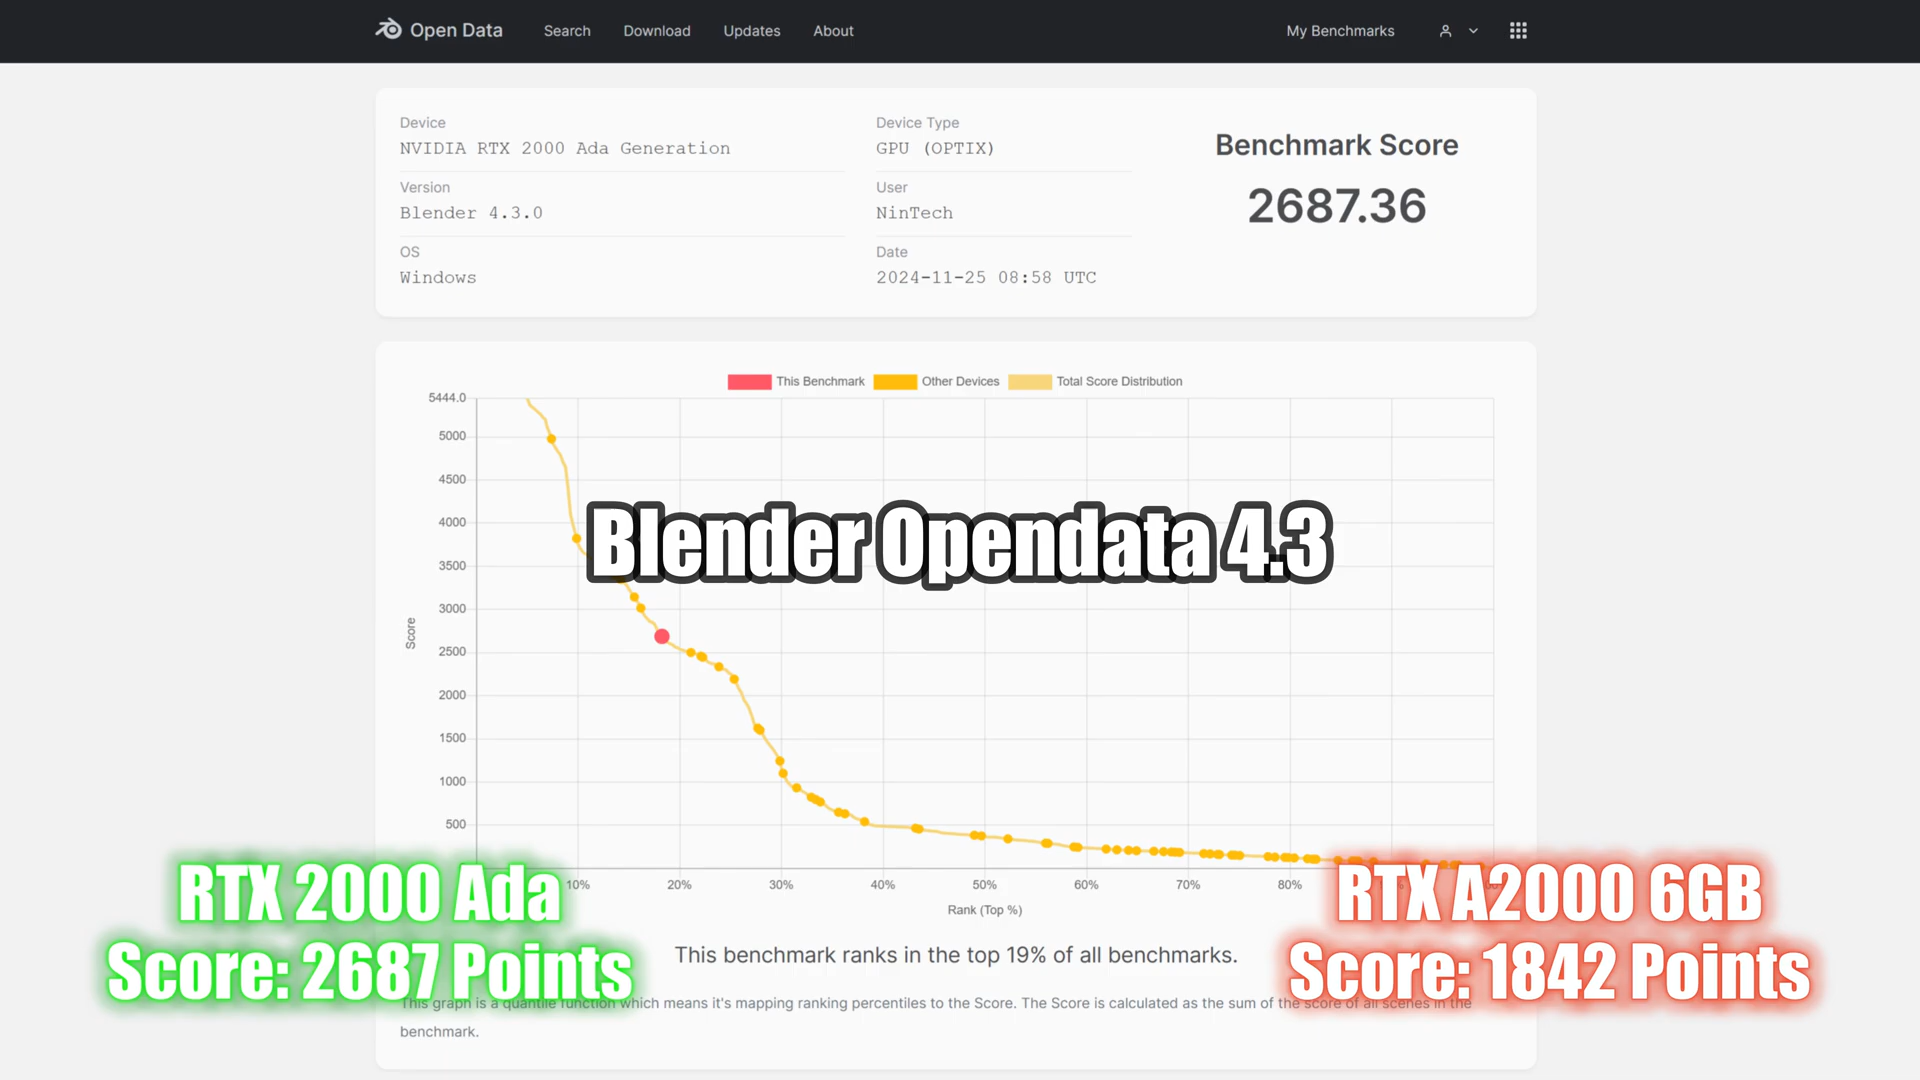 Open Data Search Download Updates About My Benchmarks
Device
NVIDIA RTX 2000 Ada Generation
Device Type
GPU (OPTIX)
Version
Blender 4.3.0
User
NinTech
OS
Windows
Date
2024-11-25 08:58 UTC
Benchmark Score
2687.36
This Benchmark Other Devices Total Score Distribution
5444.0
5000
4500
4000
3500
3000
2500
2000
1500
1000
500
Score
Blender Opendata 4.3
10% 20% 30% 40% 50% 60% 70% 80%
Rank (Top %)
RTX 2000 Ada
Score: 2687 Points
RTX A2000 6GB
Score: 1842 Points
This benchmark ranks in the top 19% of all benchmarks.
This graph is a quantile function which means it's mapping ranking percentiles to the Score. The Score is calculated as the sum of the score of all scenes in the
benchmark.